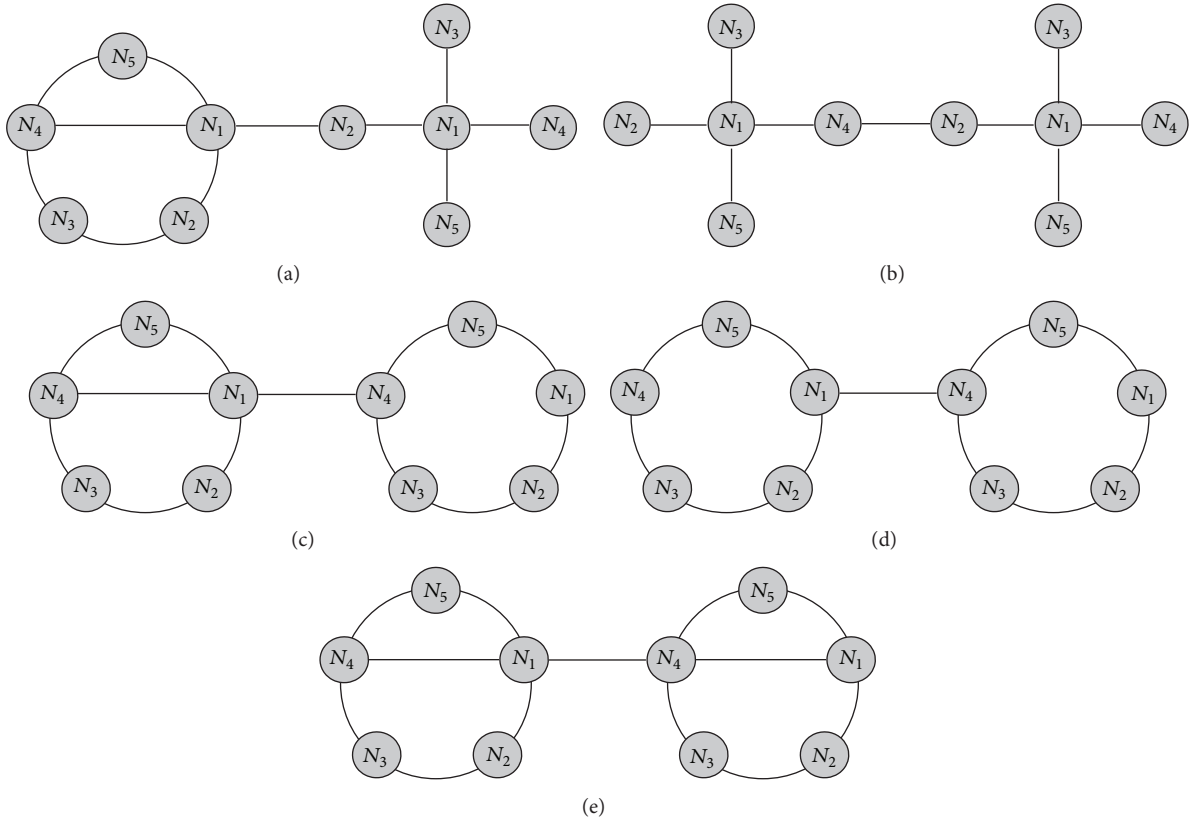 N3
N5
N4 N1 N2 N1 N4
N3 N2
N5
(a)
N3 N3
N2 N1 N4 N2 N1 N4
N5 N5
(b)
N5 N5
N4 N1 N4 N1
N3 N2 N3 N2
(c)
N5 N5
N4 N1 N4 N1
N3 N2 N3 N2
(d)
N5 N5
N4 N1 N4 N1
N3 N2 N3 N2
(e)